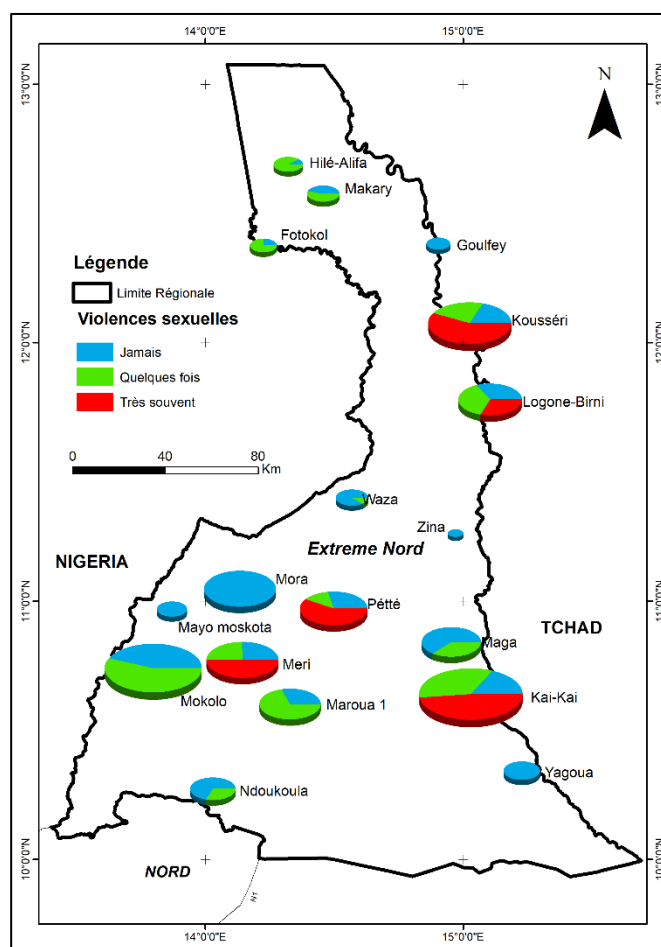 14°0'0"E
15°0'0"E
13°0'0"N
13°0'0"N
N
Hilé-Alifa
Makary
Fotokol
Goulfey
Légende
Limite Régionale
Violences sexuelles
Jamais
Quelques fois
Très souvent
Kousséri
12°0'0"N
12°0'0"N
Logone-Birni
0 40 80
Km
Waza
Zina
Extreme Nord
NIGERIA
Mora
Pétté
11°0'0"N
11°0'0"N
Mayo moskota
TCHAD
Maga
Meri
Mokolo
Maroua 1
Kai-Kai
Yagoua
Ndoukoula
10°0'0"N
10°0'0"N
NORD
N1
14°0'0"E
15°0'0"E